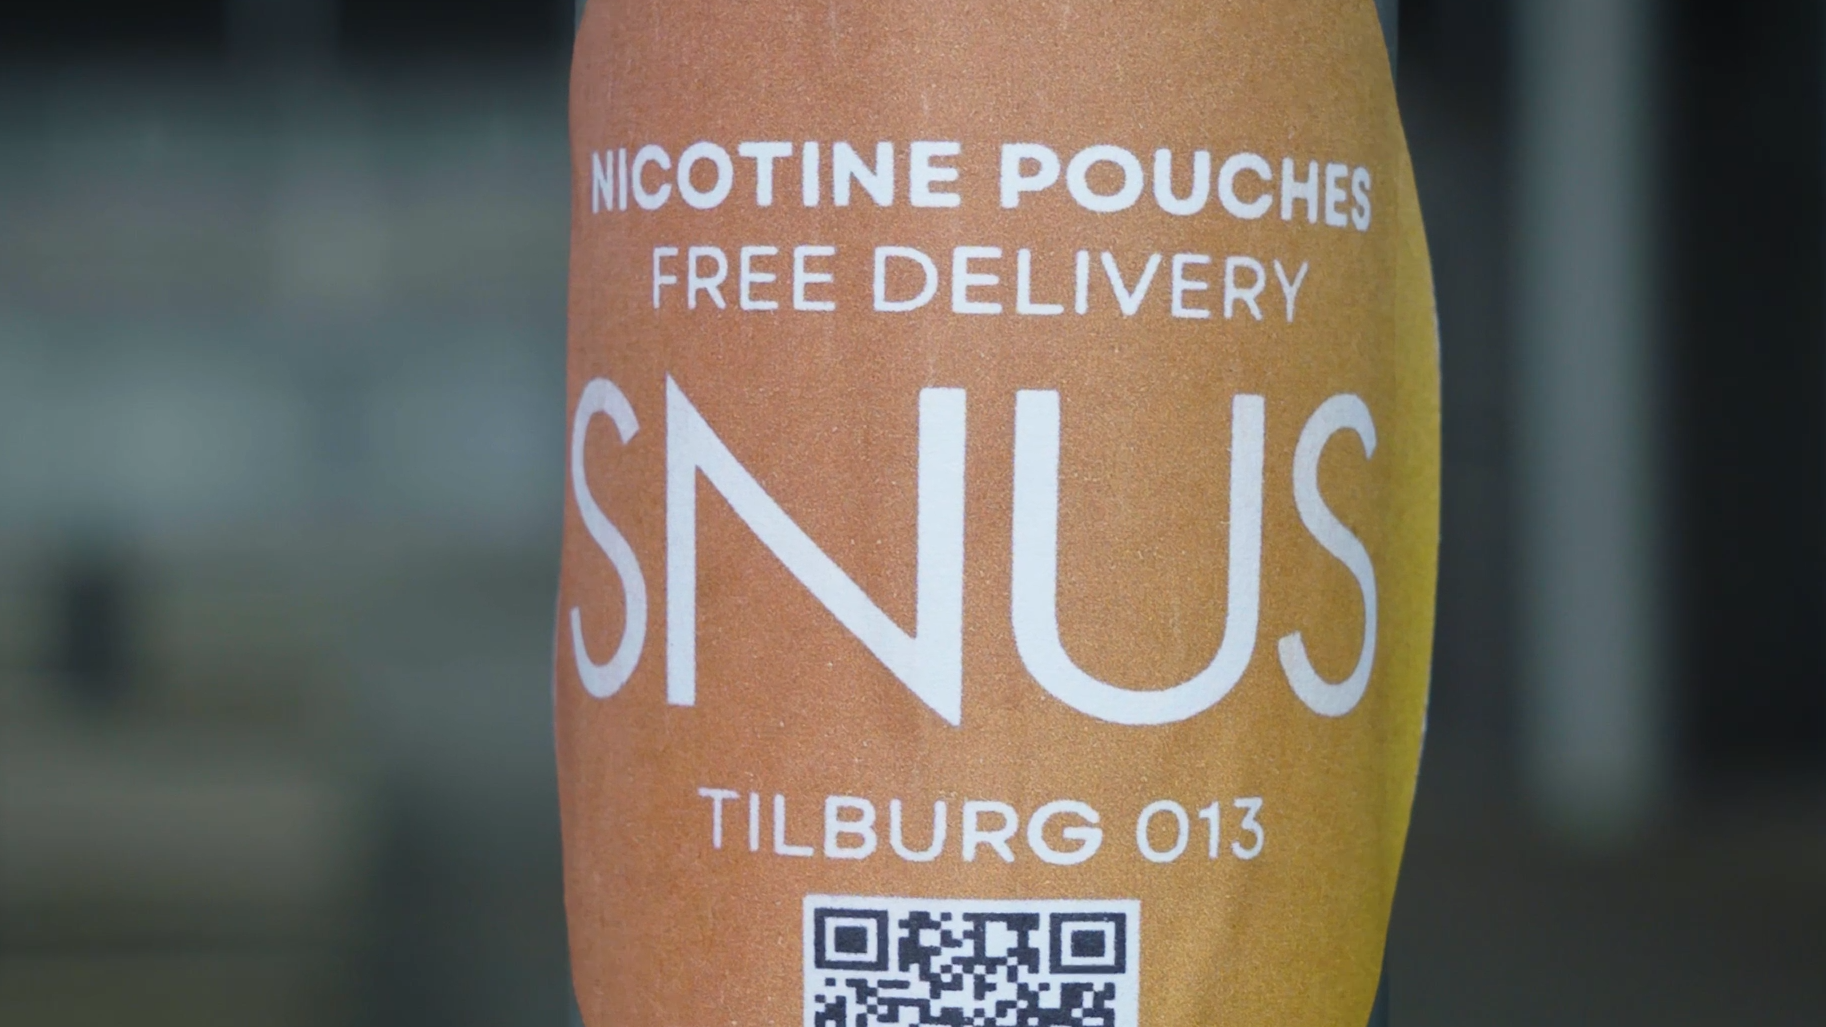 NICOTINE POUCHES
FREE DELIVERY
SNUS
TILBURG 013